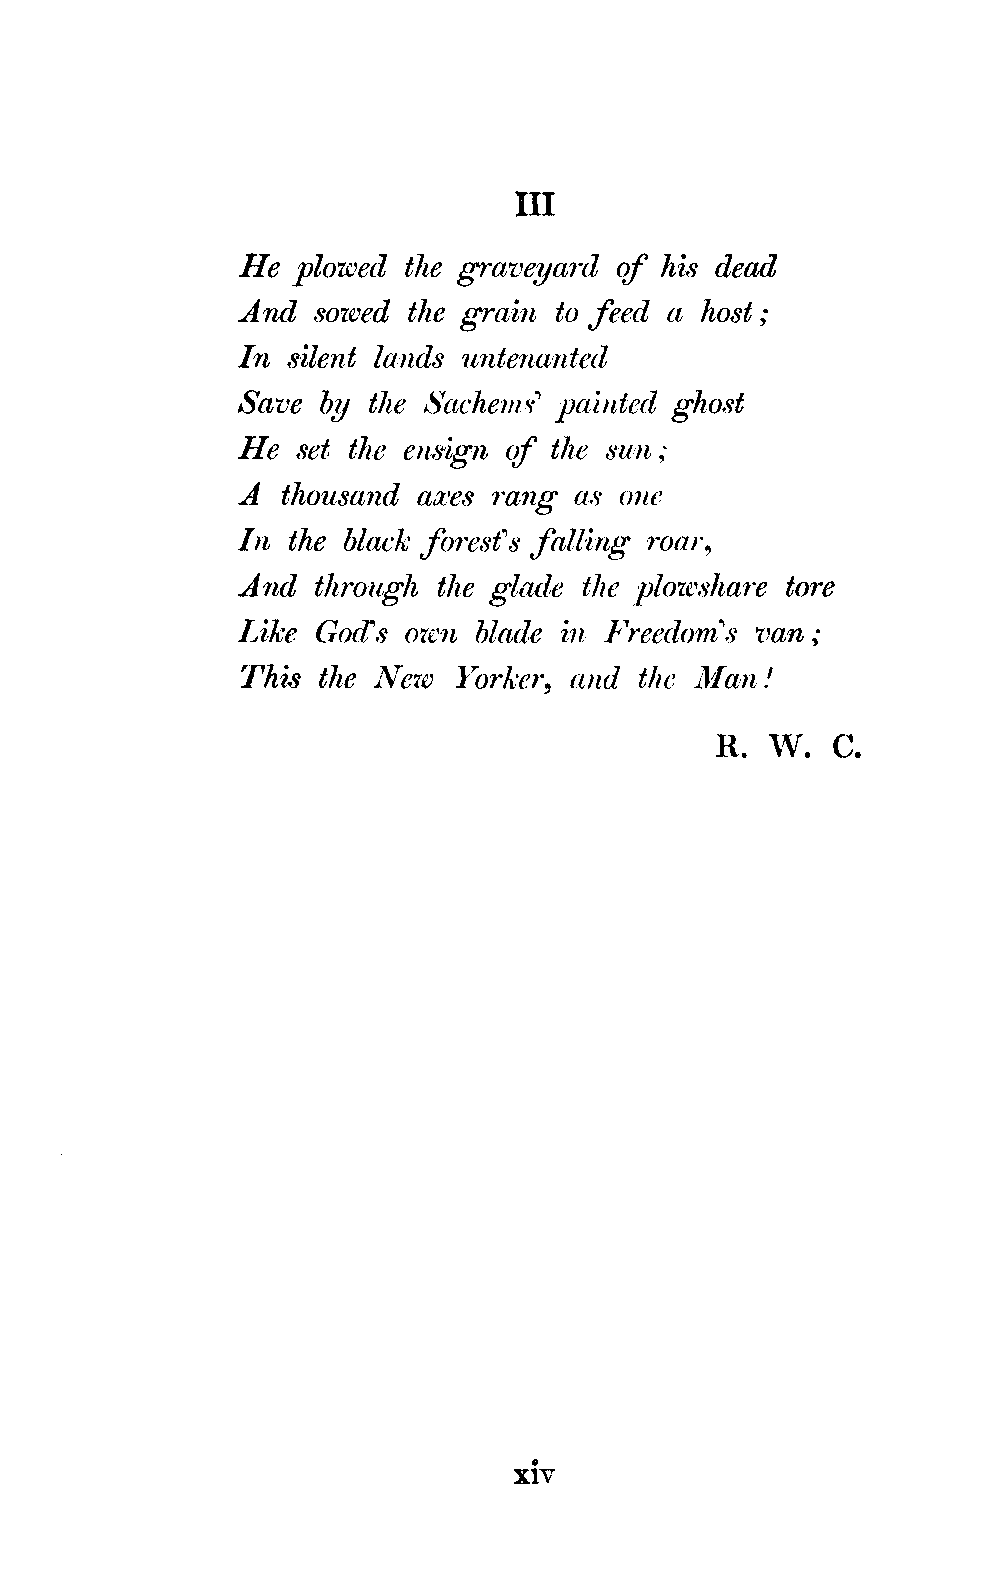 III
He plowed the graveyard of his dead
And sowed the grain to feed a host;
In silent lands untenanted
Save by the Sachems' painted ghost
He set the ensign of the sun;
A thousand axes rang as one
In the black forest's falling roar,
And through the glade the plowshare tore
Like God's own blade in Freedom's van;
This the New Yorker, and the Man!
R. W. C.
xiv